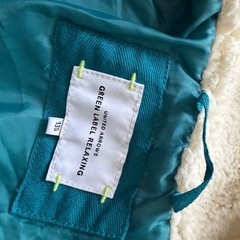 UNITED ARROWS
GREEN LABEL RELAXING
135